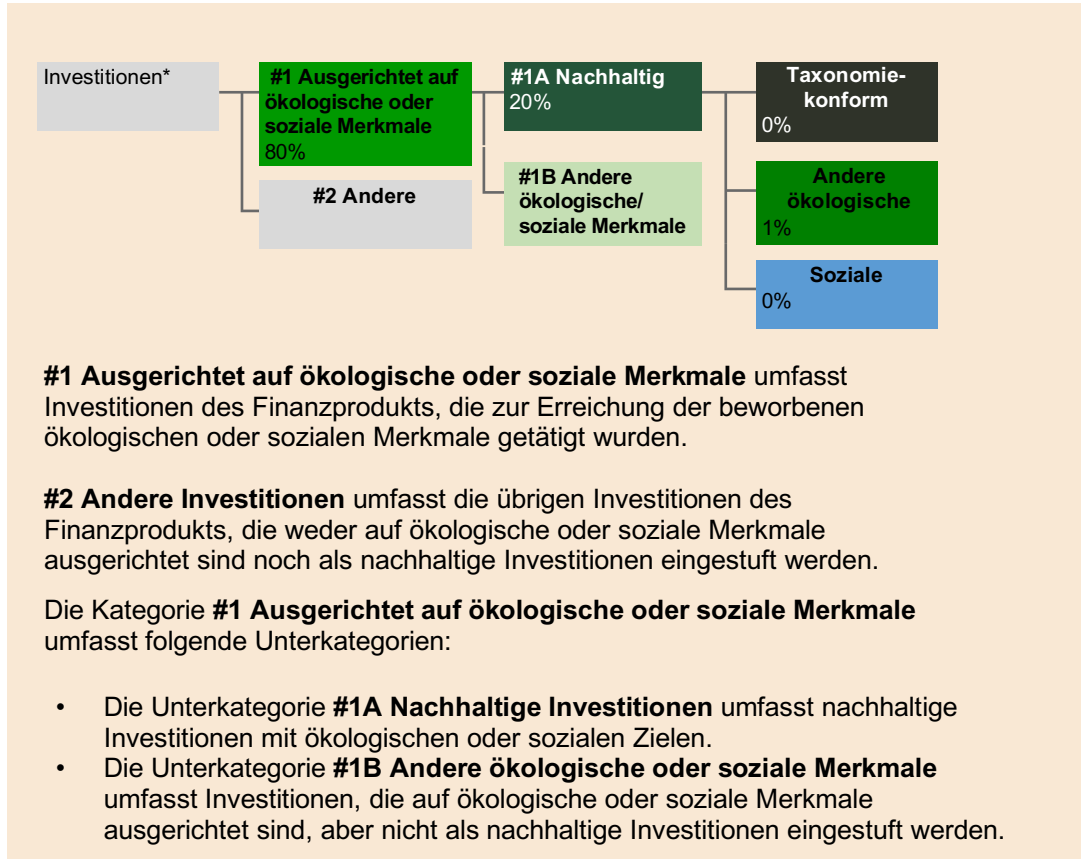 Investitionen*
#1 Ausgerichtet auf
ökologische oder
soziale Merkmale
80%
#2 Andere
#1A Nachhaltig
20%
#1B Andere
ökologische/
soziale Merkmale
Taxonomie-
konform
0%
Andere
ökologische
1%
Soziale
0%
#1 Ausgerichtet auf ökologische oder soziale Merkmale umfasst
Investitionen des Finanzprodukts, die zur Erreichung der beworbenen
ökologischen oder sozialen Merkmale getätigt wurden.
#2 Andere Investitionen umfasst die übrigen Investitionen des
Finanzprodukts, die weder auf ökologische oder soziale Merkmale
ausgerichtet sind noch als nachhaltige Investitionen eingestuft werden.
Die Kategorie #1 Ausgerichtet auf ökologische oder soziale Merkmale
umfasst folgende Unterkategorien:
• Die Unterkategorie #1A Nachhaltige Investitionen umfasst nachhaltige
Investitionen mit ökologischen oder sozialen Zielen.
• Die Unterkategorie #1B Andere ökologische oder soziale Merkmale
umfasst Investitionen, die auf ökologische oder soziale Merkmale
ausgerichtet sind, aber nicht als nachhaltige Investitionen eingestuft werden.